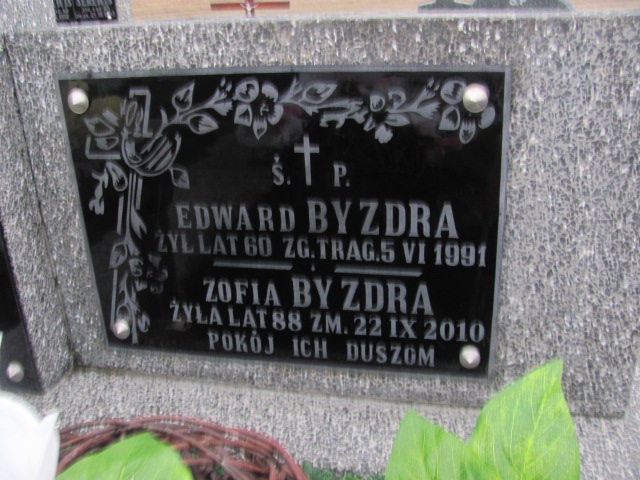 Ś. P.
EDWARD BYZDRA
ŻYŁ LAT 60 ZG. TRAG. 5 VI 1991
ZOFIA BYZDRA
ŻYŁA LAT 88 ZM. 22 IX 2010
POKÓJ ICH DUSZOM